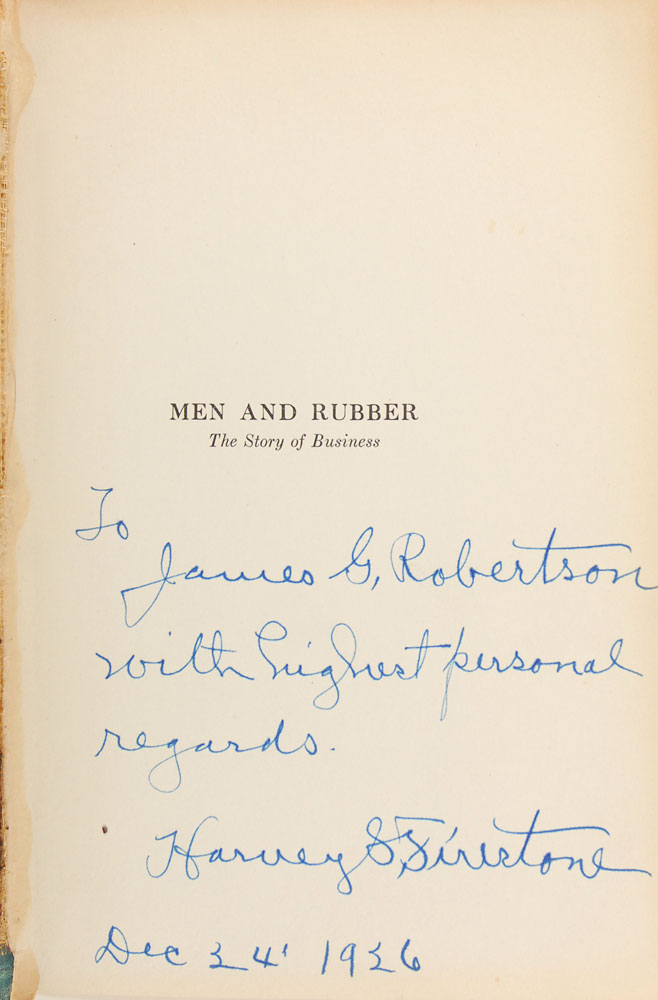 MEN AND RUBBER
The Story of Business
To
James G. Robertson
with highest personal
regards.
Harvey S. Firestone
Dec 24' 1926